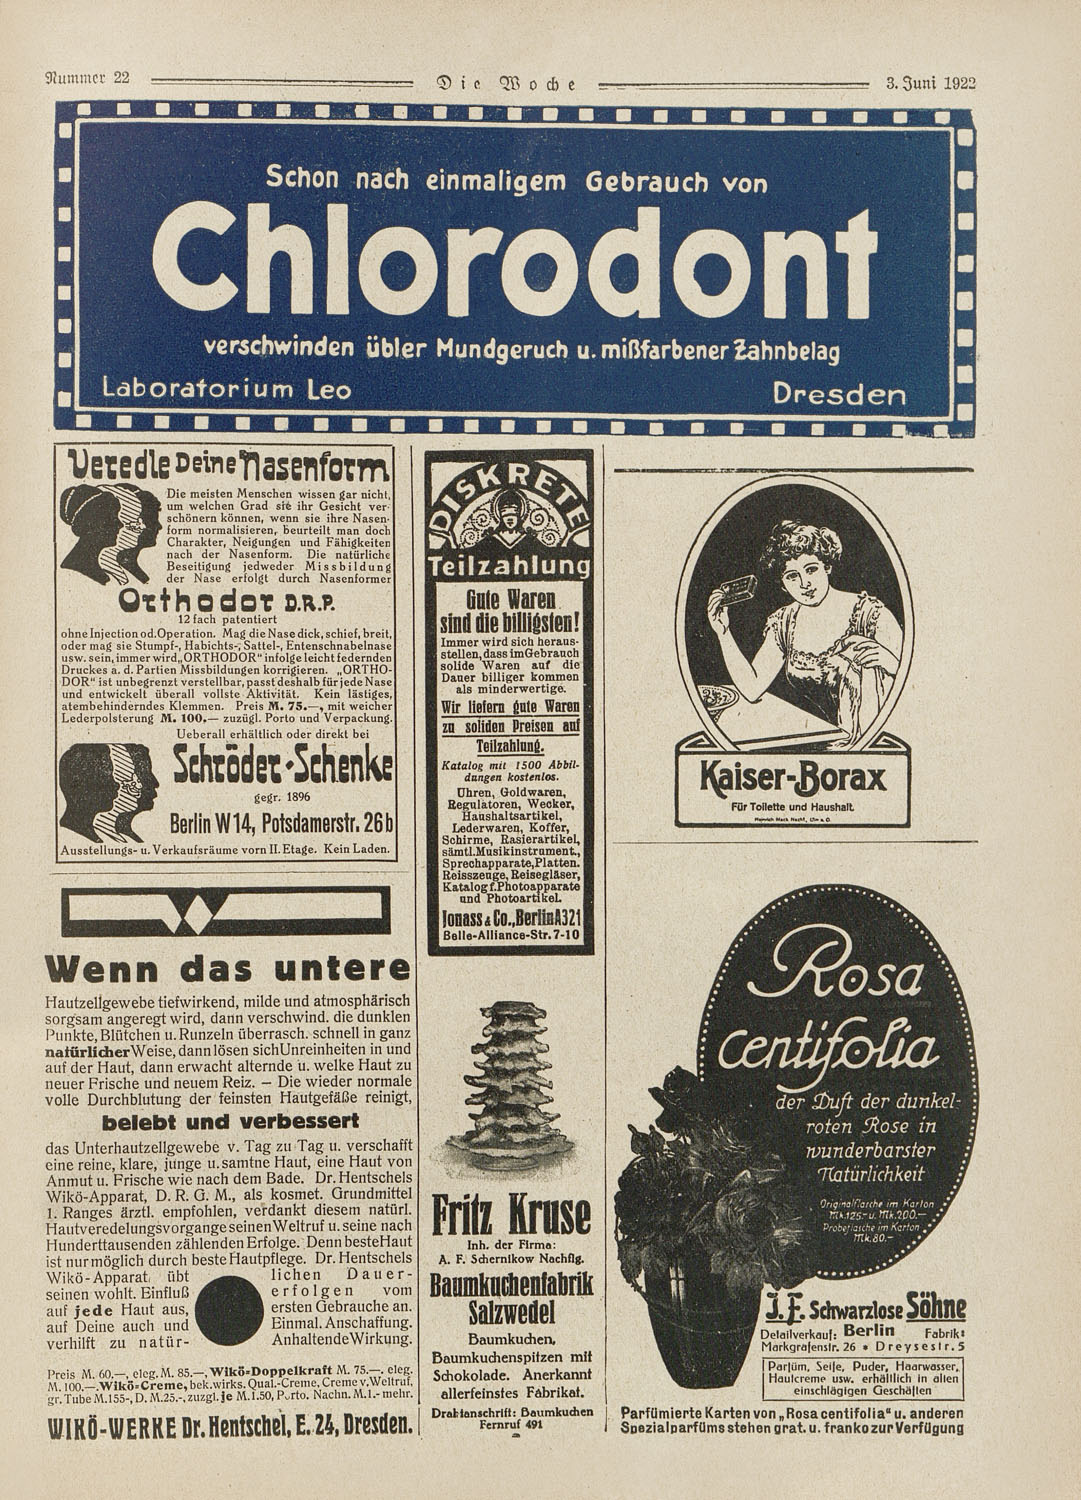 Nummer 22
Die Woche
3. Juni 1922
Schon nach einmaligem Gebrauch von
Chlorodont
verschwinden übler Mundgeruch u. mißfarbener Zahnbelag
Laboratorium Leo
Dresden
Veredle Deine Nasenform
Die meisten Menschen wissen gar nicht,
um welchen Grad sie ihr Gesicht ver-
schönern können, wenn sie ihre Nasen-
form normalisieren, beurteilt man doch
Charakter, Neigungen und Fähigkeiten
nach der Nasenform. Die natürliche
Beseitigung jedweder Missbildung
der Nase erfolgt durch Nasenformer
Orthodor D.R.P.
12 fach patentiert
ohne Injection od. Operation. Mag die Nase dick, schief, breit,
oder mag sie Stumpf-, Habichts-, Sattel-, Entenschnabelnase
usw. sein, immer wird „ORTHODOR" infolge leicht federnden
Druckes a. d. Partien Missbildungen korrigieren. „ORTHO-
DOR" ist unbegrenzt verstellbar, passt deshalb für jede Nase
und entwickelt überall vollste Aktivität. Kein lästiges,
atembehinderndes Klemmen. Preis M. 75.—, mit weicher
Lederpolsterung M. 100.— zuzügl. Porto und Verpackung.
Ueberall erhältlich oder direkt bei
Schröder-Schenke
gegr. 1896
Berlin W 14, Potsdamerstr. 26 b
Ausstellungs- u. Verkaufsräume vorn II. Etage. Kein Laden.
Wenn das untere
Hautzellgewebe tiefwirkend, milde und atmosphärisch
sorgsam angeregt wird, dann verschwind. die dunklen
Punkte, Blütchen u. Runzeln überrasch. schnell in ganz
natürlicher Weise, dann lösen sich Unreinheiten in und
auf der Haut, dann erwacht alternde u. welke Haut zu
neuer Frische und neuem Reiz. — Die wieder normale
volle Durchblutung der feinsten Hautgefäße reinigt,
belebt und verbessert
das Unterhautzellgewebe v. Tag zu Tag u. verschafft
eine reine, klare, junge u. samtne Haut, eine Haut von
Anmut u. Frische wie nach dem Bade. Dr. Hentschels
Wikö-Apparat, D. R. G. M., als kosmet. Grundmittel
1. Ranges ärztl. empfohlen, verdankt diesem natürl.
Hautveredelungsvorgange seinen Weltruf u. seine nach
Hunderttausenden zählenden Erfolge. Denn beste Haut
ist nur möglich durch beste Hautpflege. Dr. Hentschels
Wikö-Apparat übt lichen Dauer-
seinen wohlt. Einfluß erfolgen vom
auf jede Haut aus, ersten Gebrauche an.
auf Deine auch und Einmal. Anschaffung.
verhilft zu natür- Anhaltende Wirkung.
Preis M. 60.—, eleg. M. 85.—, Wikö-Doppelkraft M. 75.—. eleg.
M. 100.—. Wikö-Creme, bek. wirks. Qual.-Creme, Creme v. Weltruf,
gr. Tube M. 155-, D. M. 25.-, zuzgl. je M. 1.50, Porto. Nachn. M. 1.- mehr.
WIKÖ-WERKE Dr. Hentschel, E. 24, Dresden.
DISKRETE
Teilzahlung
Gute Waren
sind die billigsten!
Immer wird sich heraus-
stellen, dass im Gebrauch
solide Waren auf die
Dauer billiger kommen
als minderwertige.
Wir liefern gute Waren
zu soliden Preisen auf
Teilzahlung.
Katalog mit 1500 Abbil-
dungen kostenlos.
Uhren, Goldwaren,
Regulatoren, Wecker,
Haushaltsartikel,
Lederwaren, Koffer,
Schirme, Rasierartikel,
sämtl. Musikinstrument.,
Sprechapparate, Platten.
Reisszeuge, Reisegläser,
Katalog f. Photoapparate
und Photoartikel.
Jonass & Co., Berlin A 321
Belle-Alliance-Str. 7-10
Fritz Kruse
Inh. der Firma:
A. F. Schernikow Nachflg.
Baumkuchenfabrik
Salzwedel
Baumkuchen,
Baumkuchenspitzen mit
Schokolade. Anerkannt
allerfeinstes Fabrikat.
Drahtanschrift: Baumkuchen
Fernruf 491
Kaiser-Borax
Für Toilette und Haushalt.
Heinrich Mack Nachf., Ulm a. D.
Rosa
centifolia
der Duft der dunkel-
roten Rose in
wunderbarster
Natürlichkeit
Originalflasche im Karton
Mk. 125.- u. Mk. 200.—
Probeflasche im Karton
Mk. 80.—
J. F. Schwarzlose Söhne
Detailverkauf: Berlin Fabrik:
Markgrafenstr. 26 • Dreysestr. 5
Parfüm, Seife, Puder, Haarwasser,
Hautcreme usw. erhältlich in allen
einschlägigen Geschäften
Parfümierte Karten von „Rosa centifolia" u. anderen
Spezialparfüms stehen grat. u. franko zur Verfügung